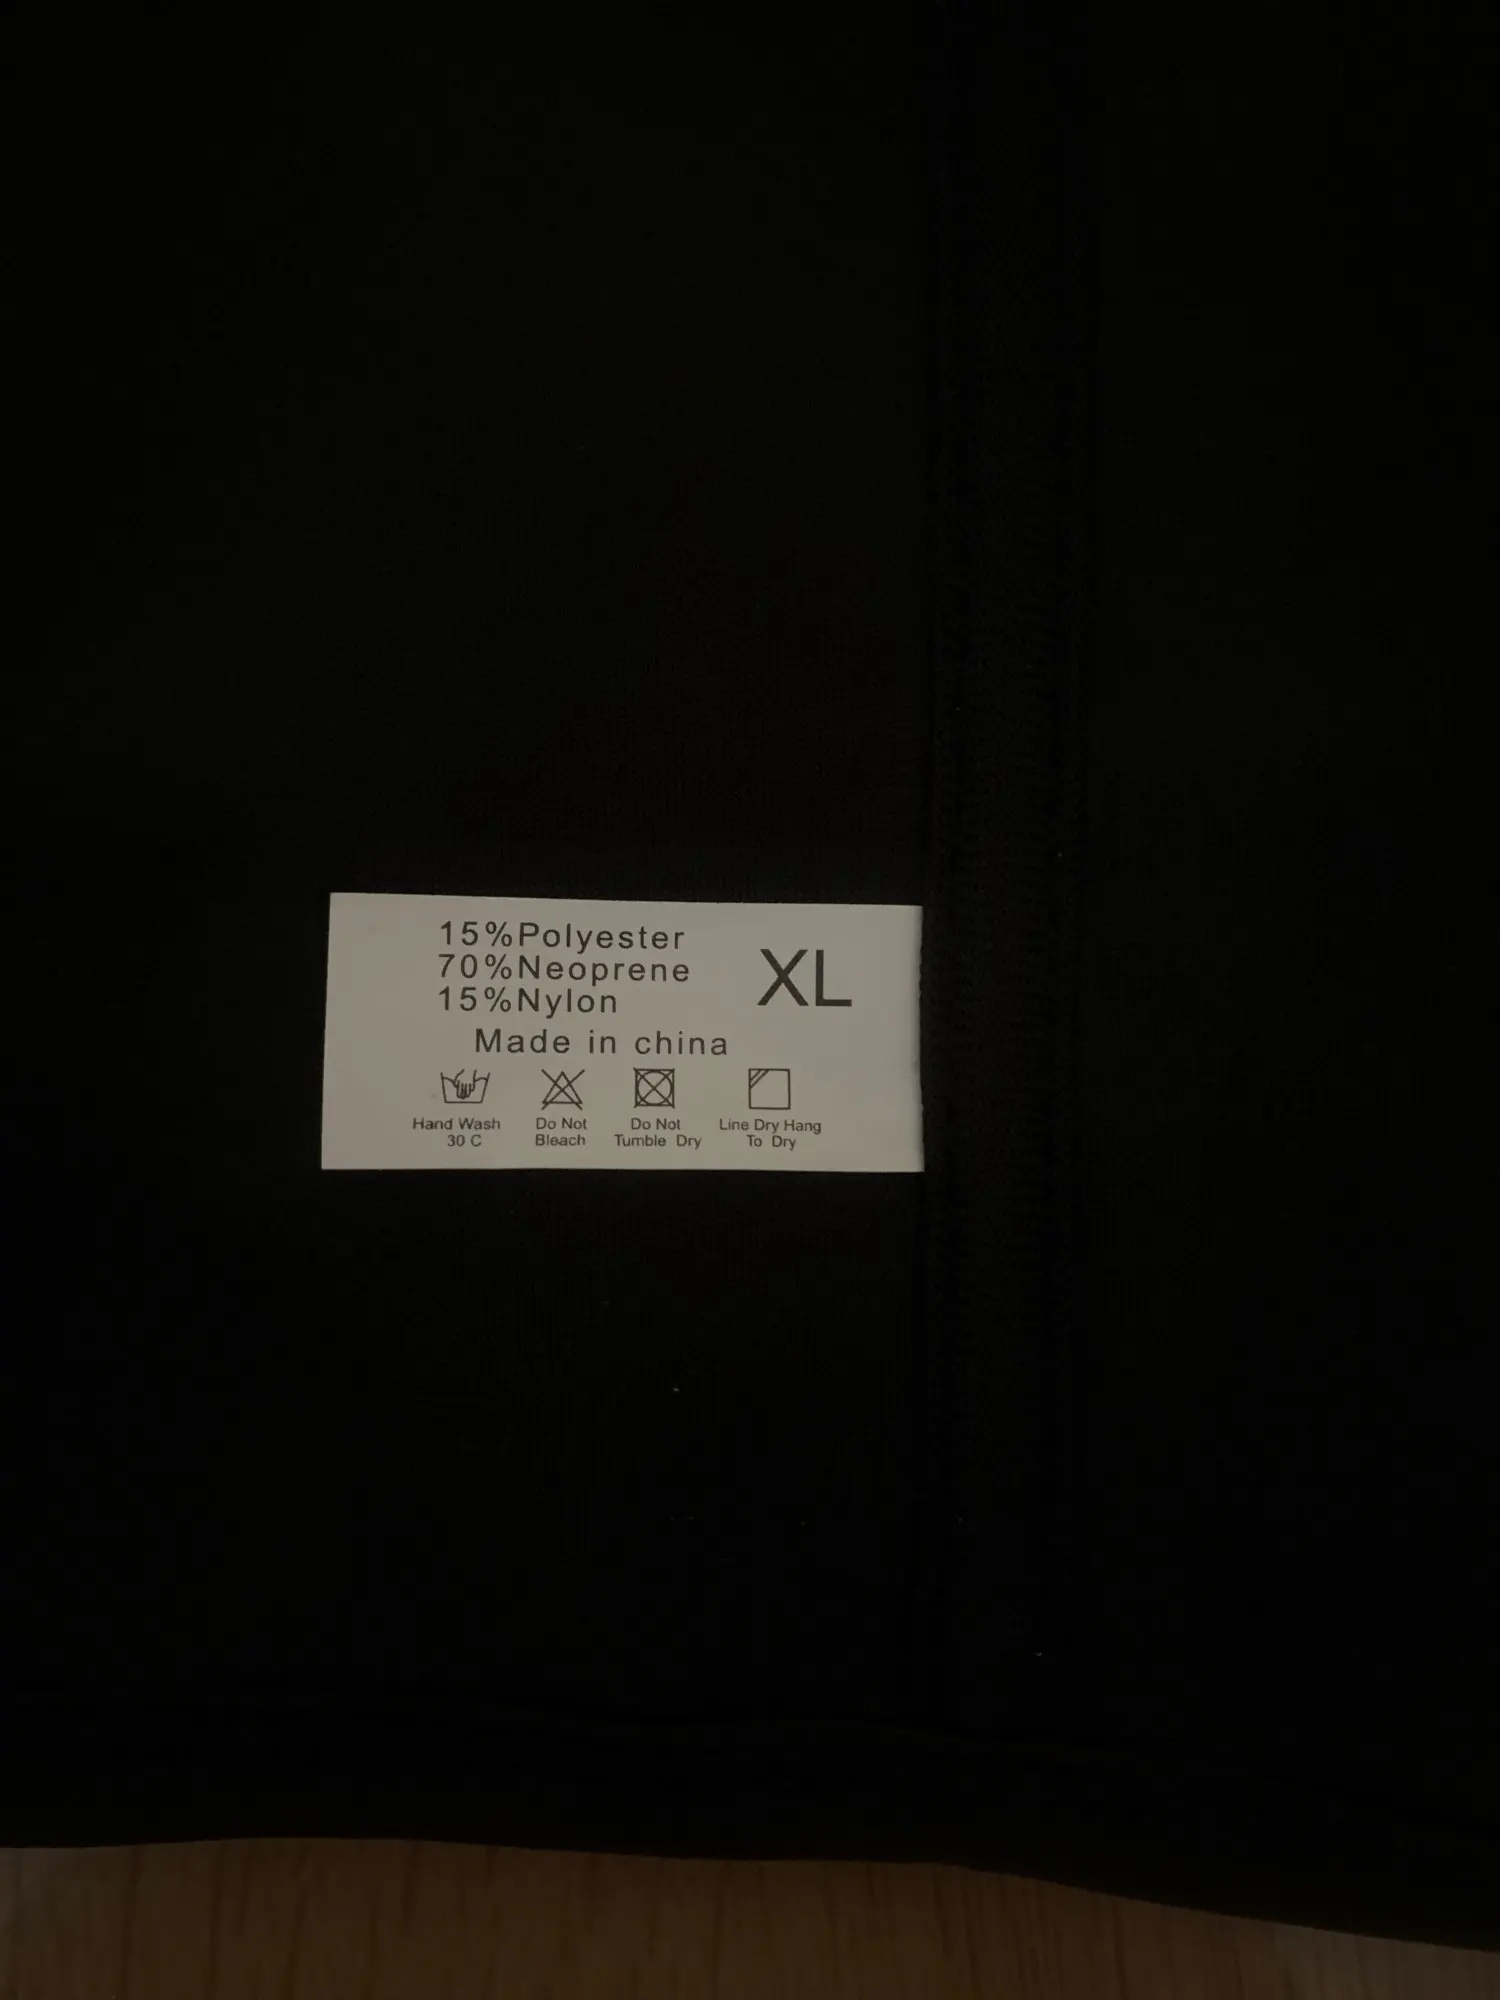 15%Polyester
70%Neoprene
15%Nylon
XL
Made in china
Hand Wash
30 C
Do Not
Bleach
Do Not
Tumble Dry
Line Dry Hang
To Dry